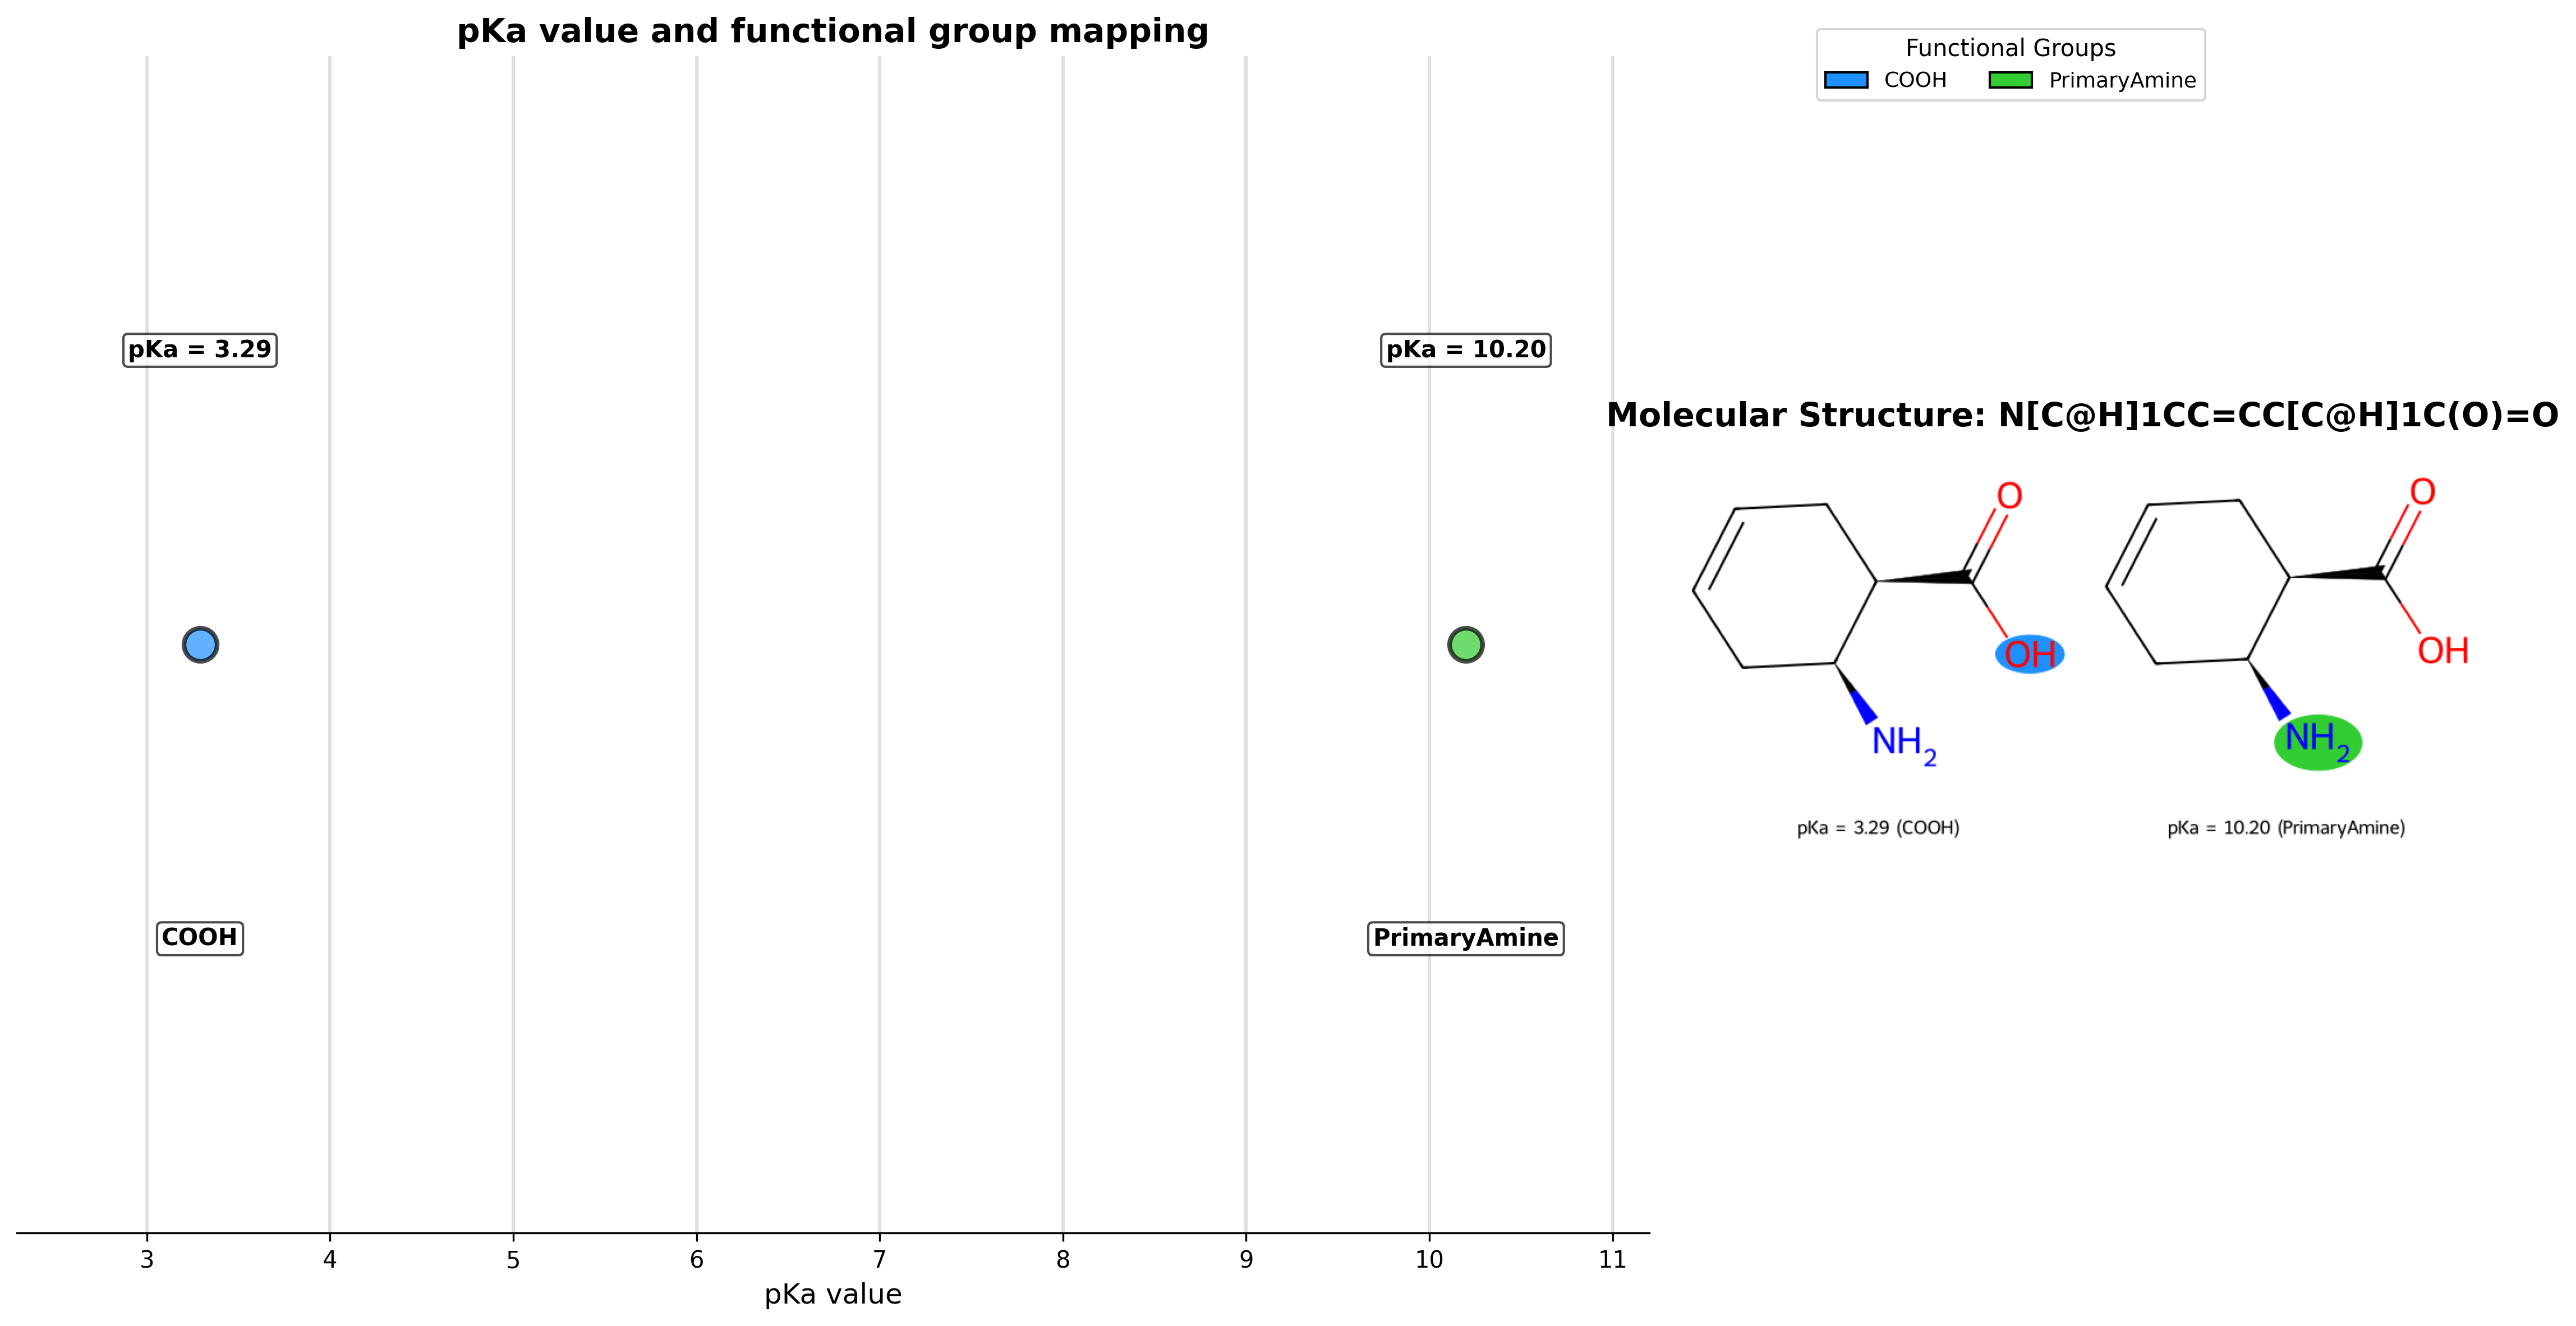 pKa value and functional group mapping
Functional Groups
COOH
PrimaryAmine
pKa = 3.29
pKa = 10.20
COOH
PrimaryAmine
3 4 5 6 7 8 9 10 11
pKa value
Molecular Structure: N[C@H]1CC=CC[C@H]1C(O)=O
O
OH
NH2
pKa = 3.29 (COOH)
O
OH
NH2
pKa = 10.20 (PrimaryAmine)